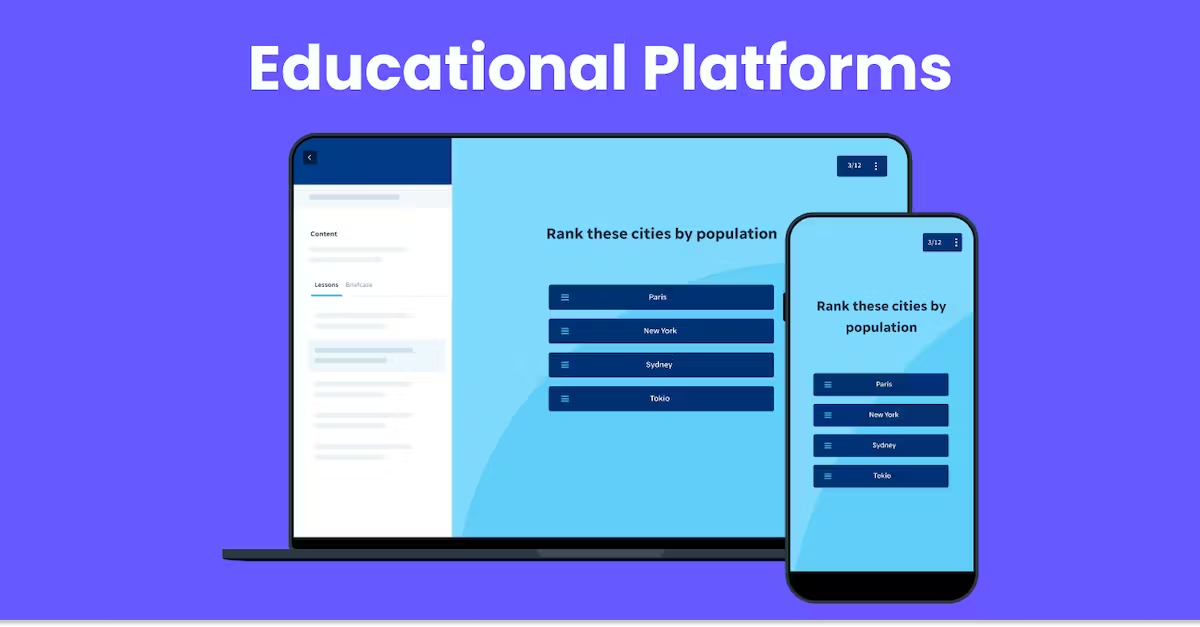 Educational Platforms
3/12
Content
Lessons Briefcase
Rank these cities by population
Paris
New York
Sydney
Tokio
3/12
Rank these cities by
population
Paris
New York
Sydney
Tokio